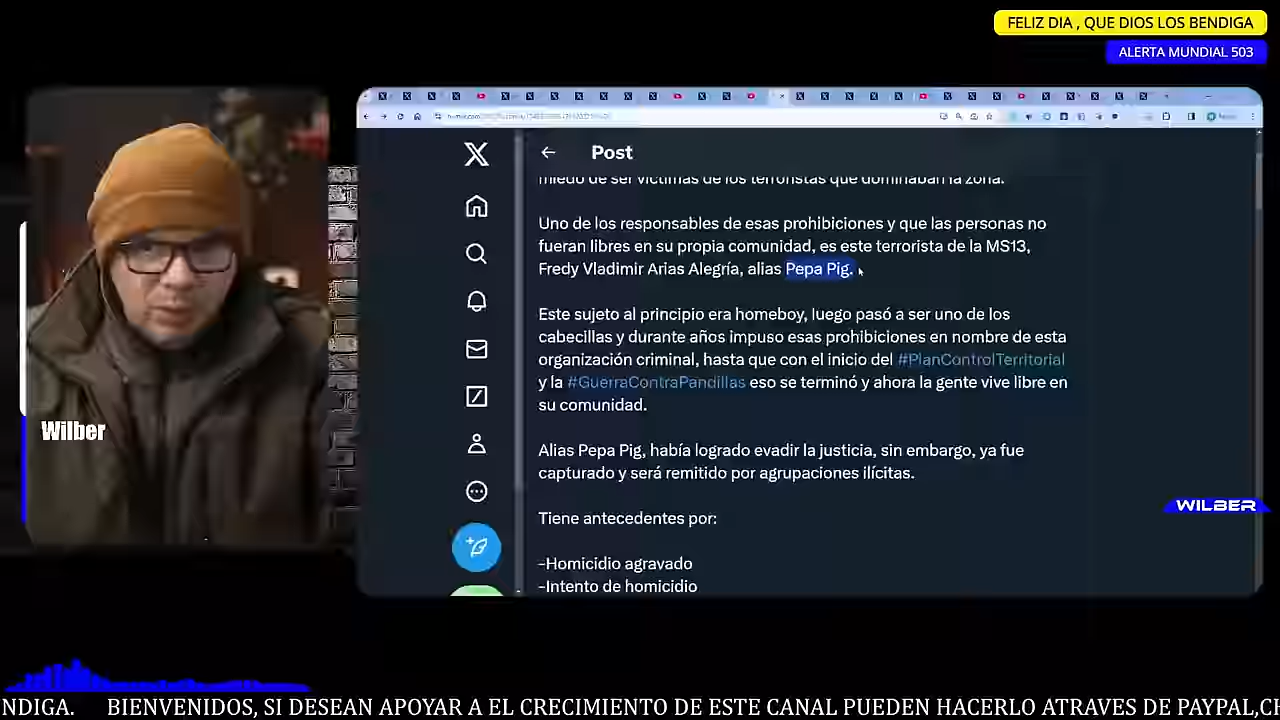 FELIZ DIA , QUE DIOS LOS BENDIGA
ALERTA MUNDIAL 503
Post
miedo de ser víctimas de los terroristas que dominaban la zona.
Uno de los responsables de esas prohibiciones y que las personas no
fueran libres en su propia comunidad, es este terrorista de la MS13,
Fredy Vladimir Arias Alegría, alias Pepa Pig.
Este sujeto al principio era homeboy, luego pasó a ser uno de los
cabecillas y durante años impuso esas prohibiciones en nombre de esta
organización criminal, hasta que con el inicio del #PlanControlTerritorial
y la #GuerraContraPandillas eso se terminó y ahora la gente vive libre en
su comunidad.
Alias Pepa Pig, había logrado evadir la justicia, sin embargo, ya fue
capturado y será remitido por agrupaciones ilícitas.
Tiene antecedentes por:
-Homicidio agravado
-Intento de homicidio
Wilber
WILBER
NDIGA. BIENVENIDOS, SI DESEAN APOYAR A EL CRECIMIENTO DE ESTE CANAL PUEDEN HACERLO ATRAVES DE PAYPAL,CH